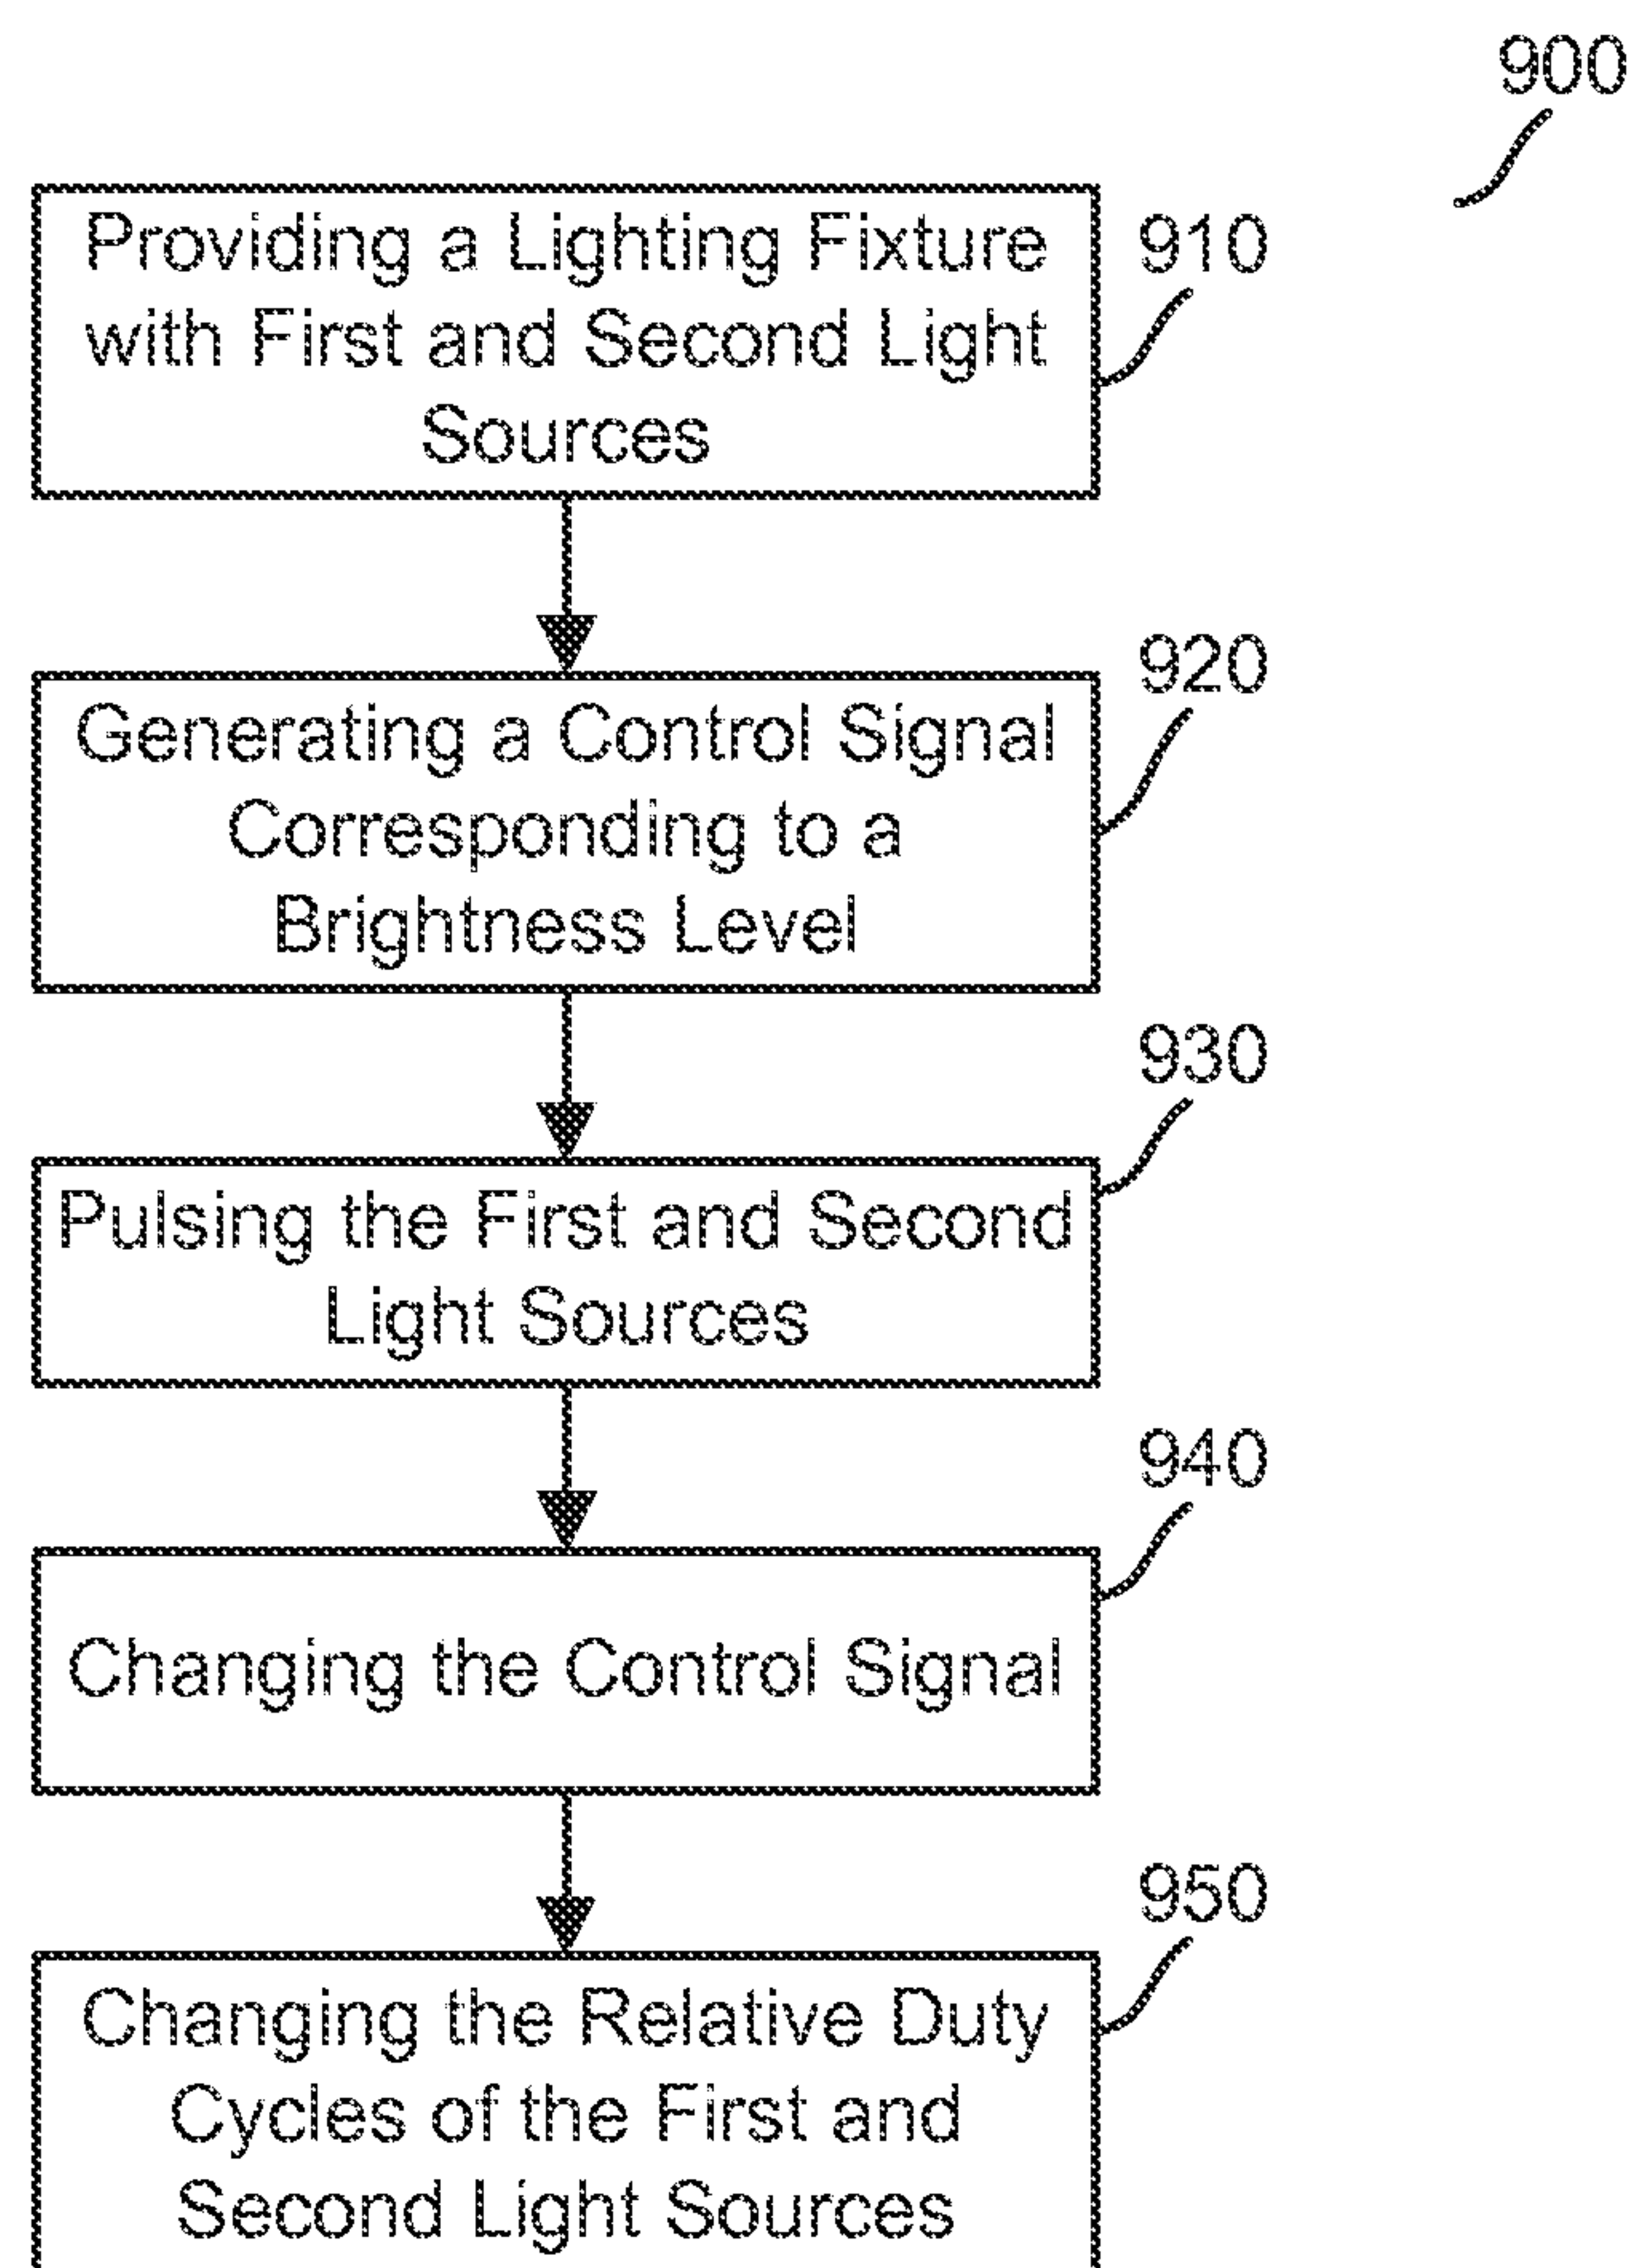 900
Providing a Lighting Fixture
with First and Second Light
Sources
910
Generating a Control Signal
Corresponding to a
Brightness Level
920
Pulsing the First and Second
Light Sources
930
Changing the Control Signal
940
Changing the Relative Duty
Cycles of the First and
Second Light Sources
950